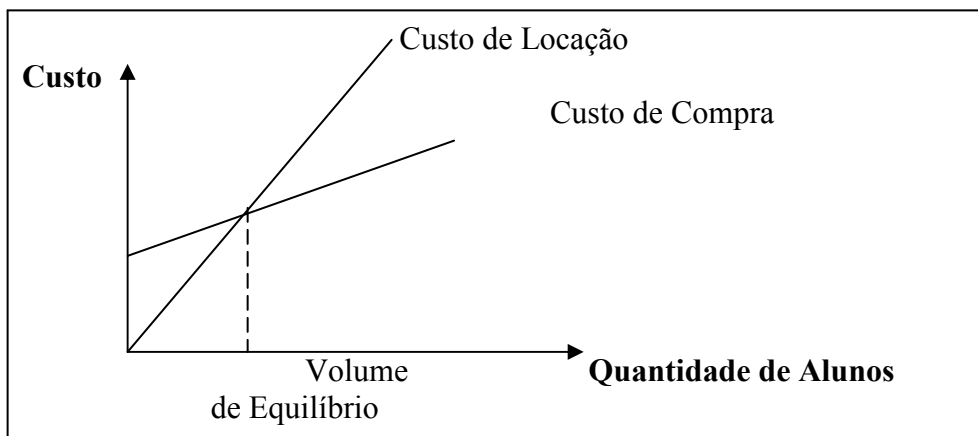 Custo de Locação
Custo
Custo de Compra
Volume
de Equilíbrio
Quantidade de Alunos